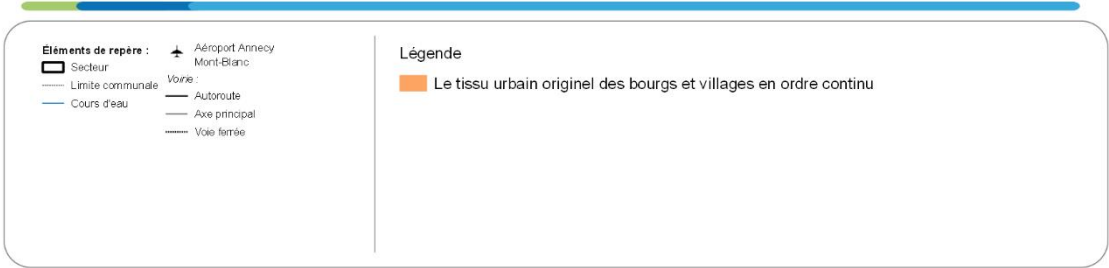 Éléments de repère :
Secteur
Limite communale
Cours d'eau
Aéroport Annecy
Mont-Blanc
Voirie :
Autoroute
Axe principal
Voie ferrée
Légende
Le tissu urbain originel des bourgs et villages en ordre continu